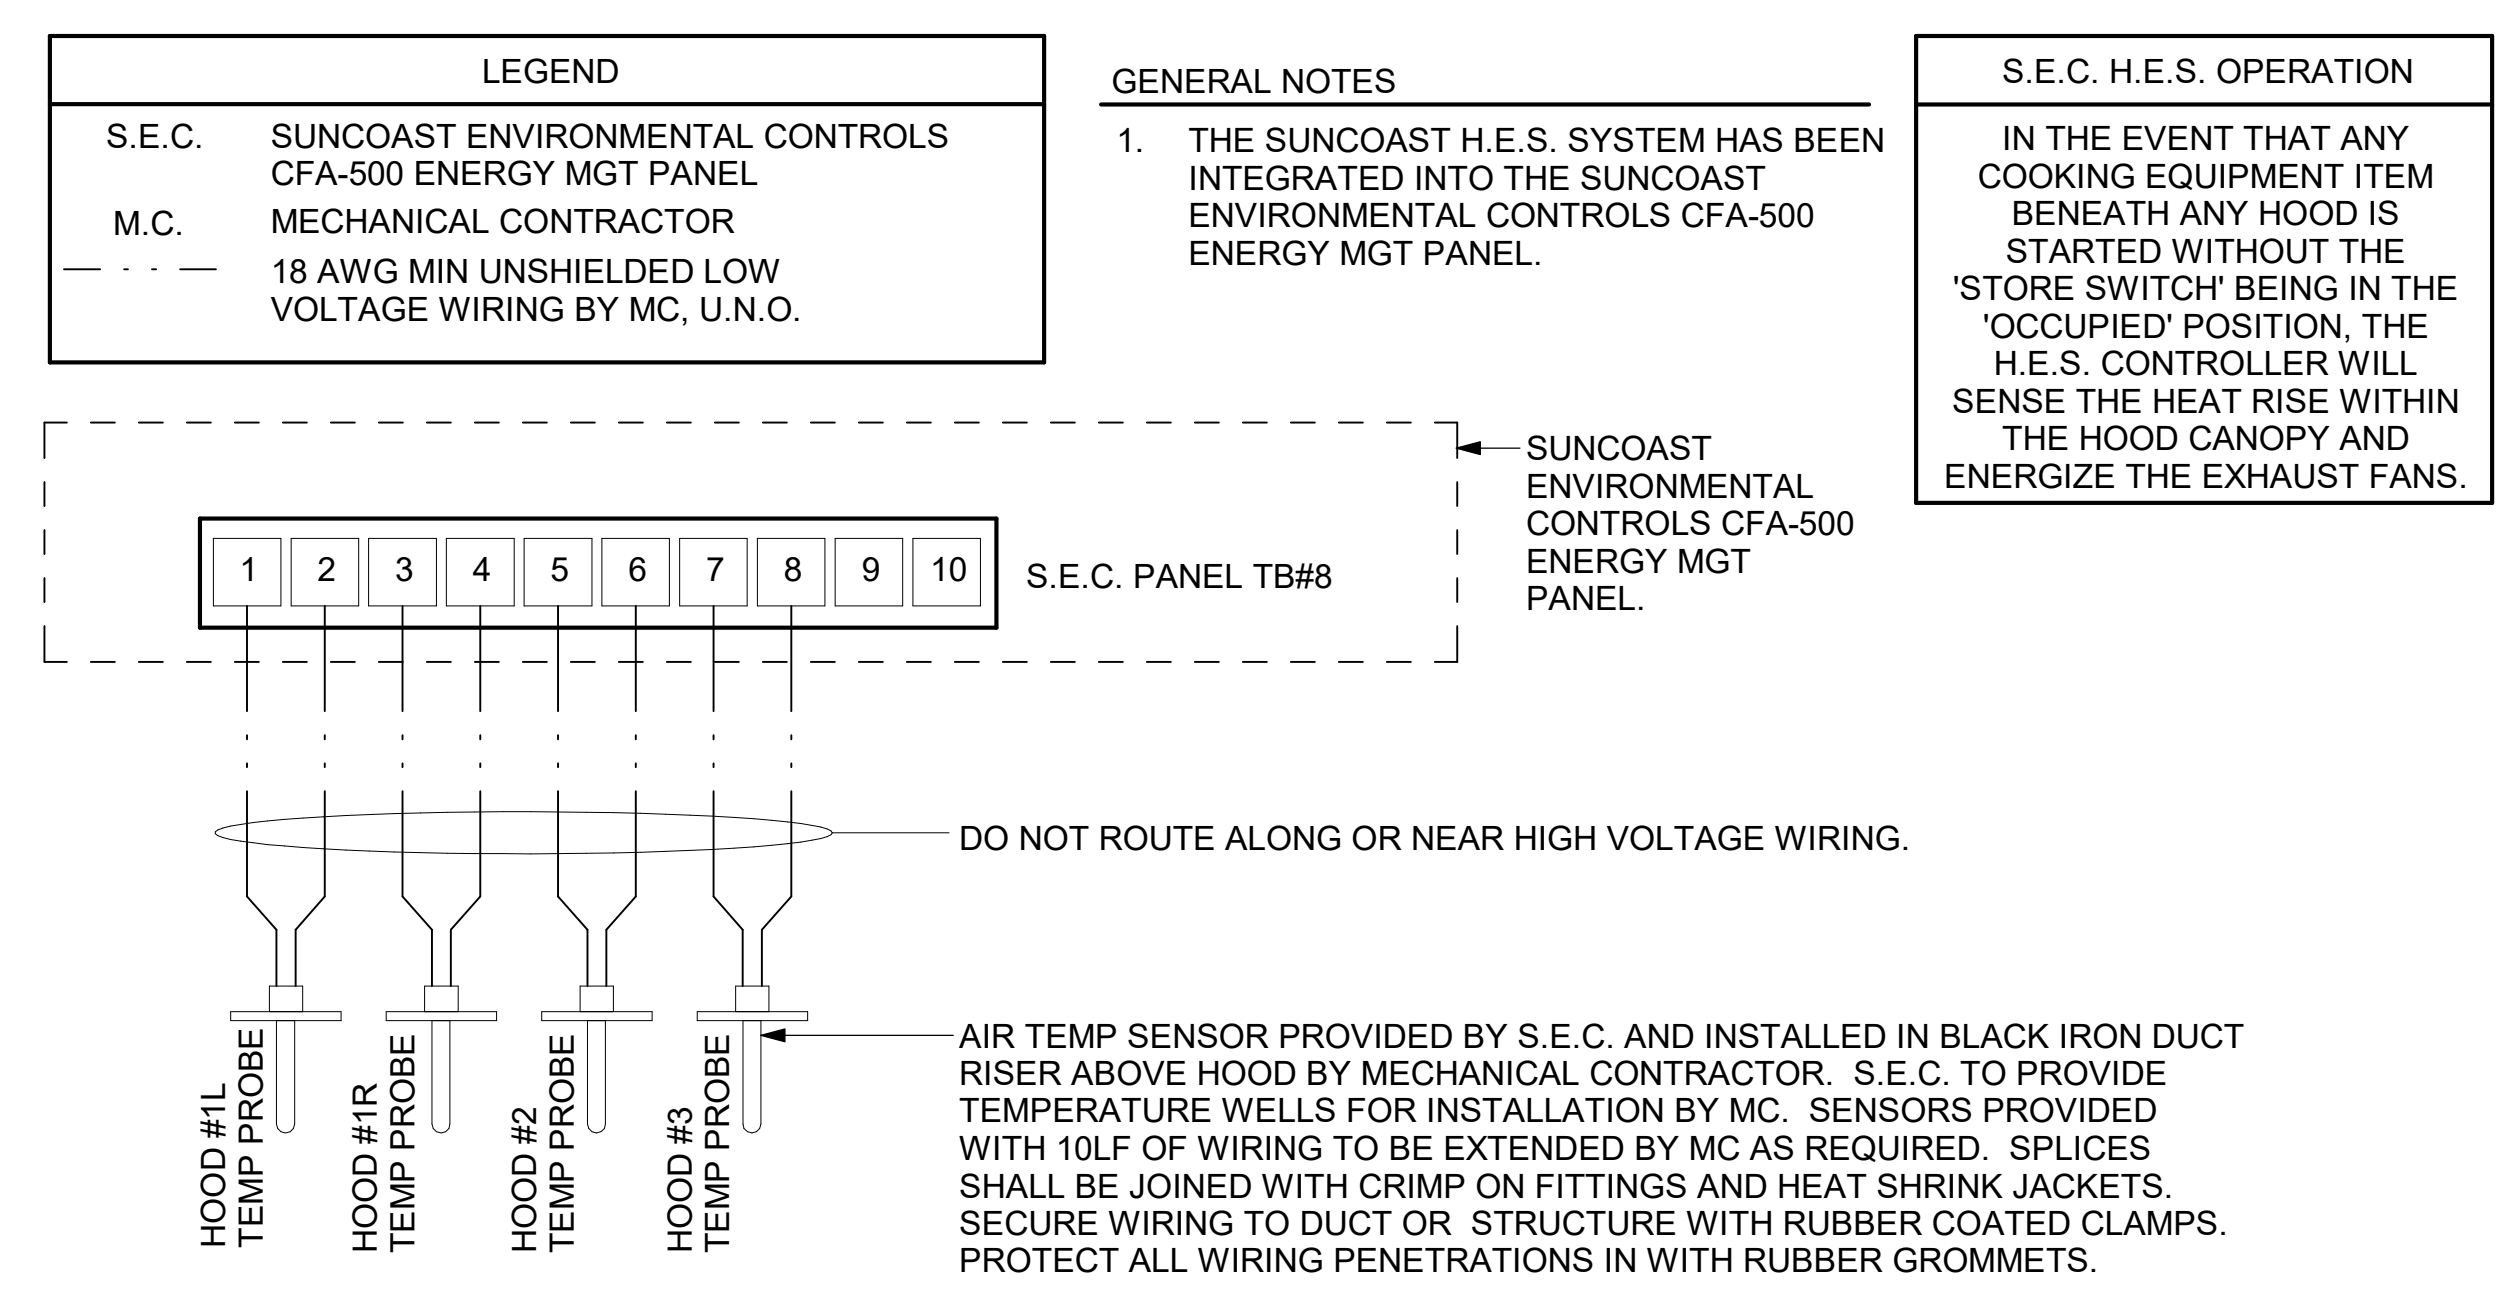 LEGEND
S.E.C. SUNCOAST ENVIRONMENTAL CONTROLS
CFA-500 ENERGY MGT PANEL
M.C. MECHANICAL CONTRACTOR
18 AWG MIN UNSHIELDED LOW
VOLTAGE WIRING BY MC, U.N.O.
GENERAL NOTES
1. THE SUNCOAST H.E.S. SYSTEM HAS BEEN
INTEGRATED INTO THE SUNCOAST
ENVIRONMENTAL CONTROLS CFA-500
ENERGY MGT PANEL.
S.E.C. H.E.S. OPERATION
IN THE EVENT THAT ANY
COOKING EQUIPMENT ITEM
BENEATH ANY HOOD IS
STARTED WITHOUT THE
'STORE SWITCH' BEING IN THE
'OCCUPIED' POSITION, THE
H.E.S. CONTROLLER WILL
SENSE THE HEAT RISE WITHIN
THE HOOD CANOPY AND
ENERGIZE THE EXHAUST FANS.
SUNCOAST
ENVIRONMENTAL
CONTROLS CFA-500
ENERGY MGT
PANEL.
1 2 3 4 5 6 7 8 9 10
S.E.C. PANEL TB#8
DO NOT ROUTE ALONG OR NEAR HIGH VOLTAGE WIRING.
HOOD #1L
TEMP PROBE
HOOD #1R
TEMP PROBE
HOOD #2
TEMP PROBE
HOOD #3
TEMP PROBE
AIR TEMP SENSOR PROVIDED BY S.E.C. AND INSTALLED IN BLACK IRON DUCT
RISER ABOVE HOOD BY MECHANICAL CONTRACTOR. S.E.C. TO PROVIDE
TEMPERATURE WELLS FOR INSTALLATION BY MC. SENSORS PROVIDED
WITH 10LF OF WIRING TO BE EXTENDED BY MC AS REQUIRED. SPLICES
SHALL BE JOINED WITH CRIMP ON FITTINGS AND HEAT SHRINK JACKETS.
SECURE WIRING TO DUCT OR STRUCTURE WITH RUBBER COATED CLAMPS.
PROTECT ALL WIRING PENETRATIONS IN WITH RUBBER GROMMETS.